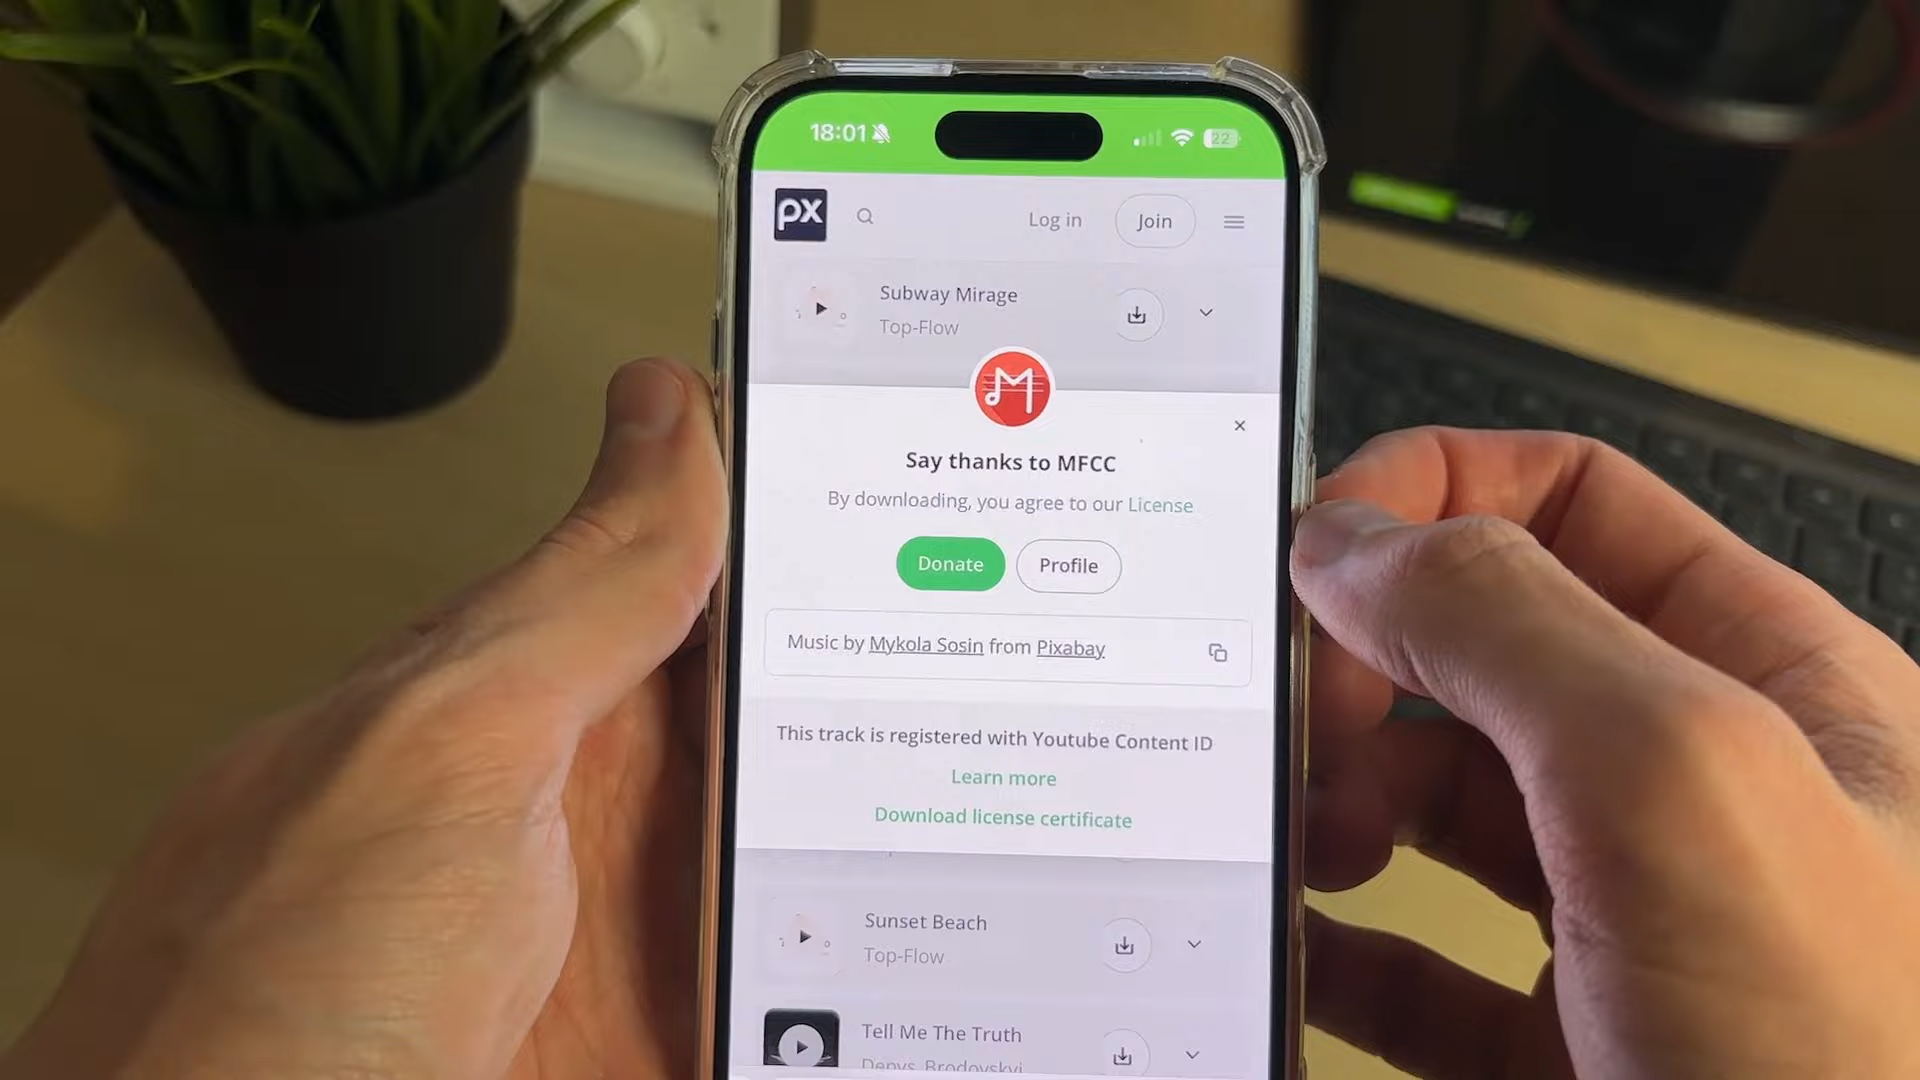 18:01
22
px
Log in
Join
Subway Mirage
Top-Flow
M
Say thanks to MFCC
By downloading, you agree to our License
Donate
Profile
Music by Mykola Sosin from Pixabay
This track is registered with Youtube Content ID
Learn more
Download license certificate
Sunset Beach
Top-Flow
Tell Me The Truth
Denys_Brodovskyi